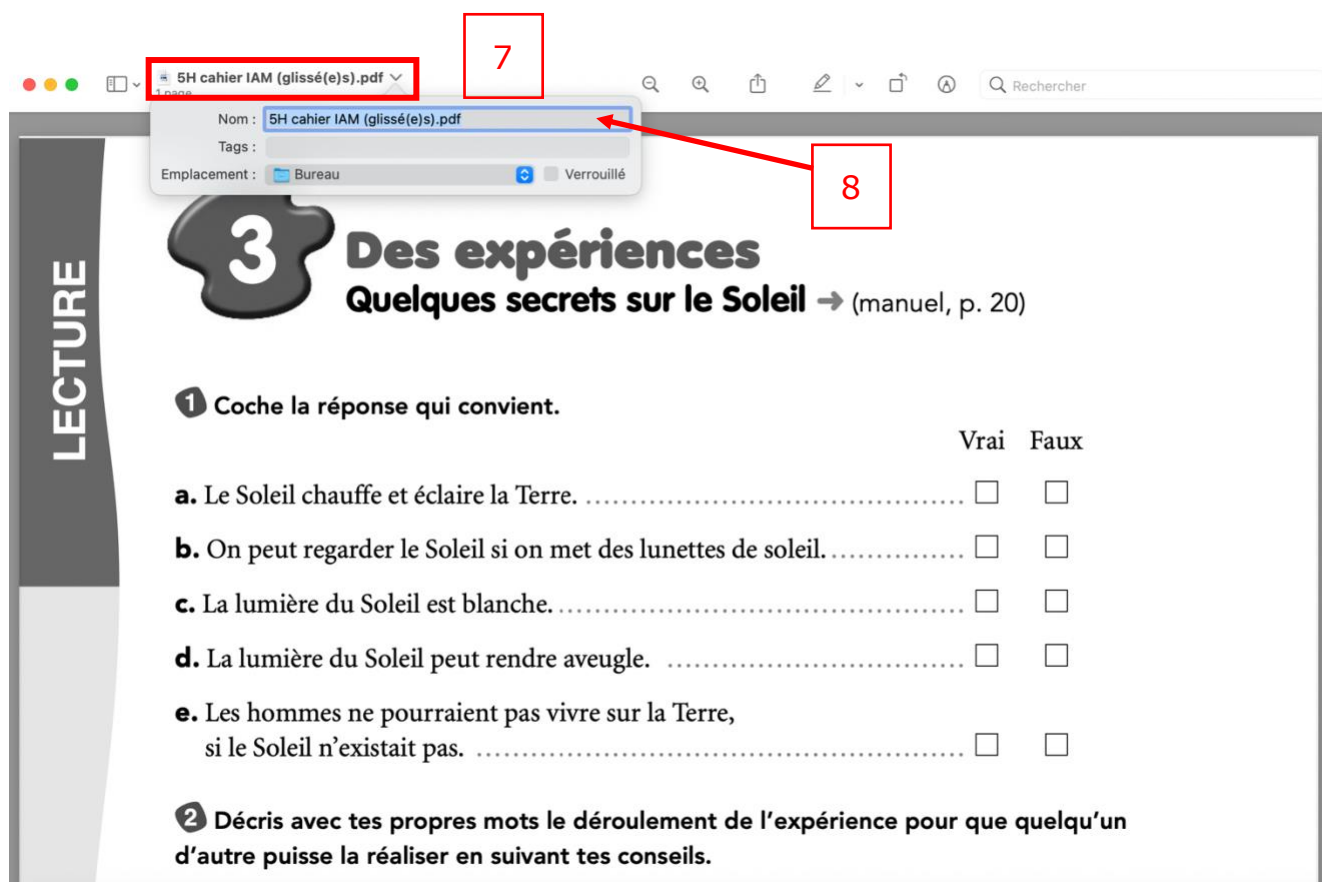 7
5H cahier IAM (glissé(e)s).pdf
1 page
Rechercher
Nom : 5H cahier IAM (glissé(e)s).pdf
Tags :
Emplacement : Bureau Verrouillé
8
LECTURE
3 Des expériences
Quelques secrets sur le Soleil → (manuel, p. 20)
1 Coche la réponse qui convient.
Vrai Faux
a. Le Soleil chauffe et éclaire la Terre. ☐ ☐
b. On peut regarder le Soleil si on met des lunettes de soleil. ☐ ☐
c. La lumière du Soleil est blanche. ☐ ☐
d. La lumière du Soleil peut rendre aveugle. ☐ ☐
e. Les hommes ne pourraient pas vivre sur la Terre,
si le Soleil n’existait pas. ☐ ☐
2 Décris avec tes propres mots le déroulement de l’expérience pour que quelqu’un
d’autre puisse la réaliser en suivant tes conseils.